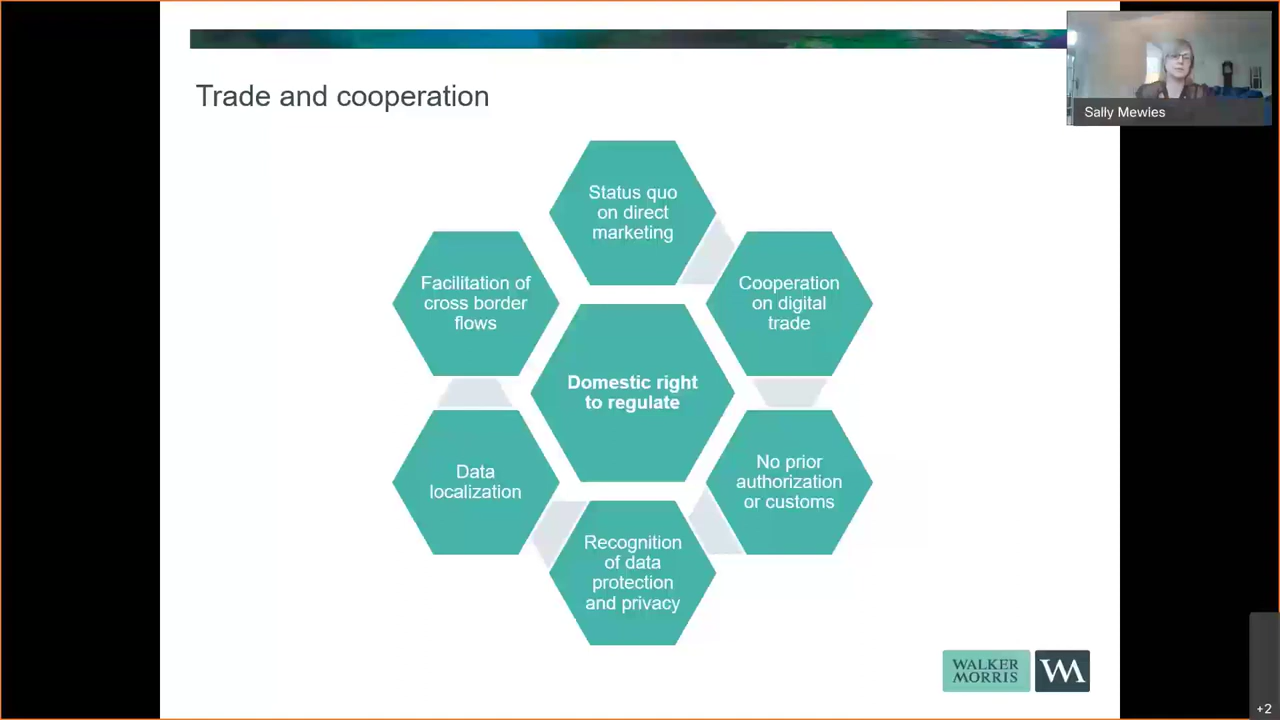 Trade and cooperation
Sally Mewies
Status quo
on direct
marketing
Facilitation of
cross border
flows
Cooperation
on digital
trade
Domestic right
to regulate
Data
localization
No prior
authorization
or customs
Recognition
of data
protection
and privacy
WALKER
MORRIS
WM
+2